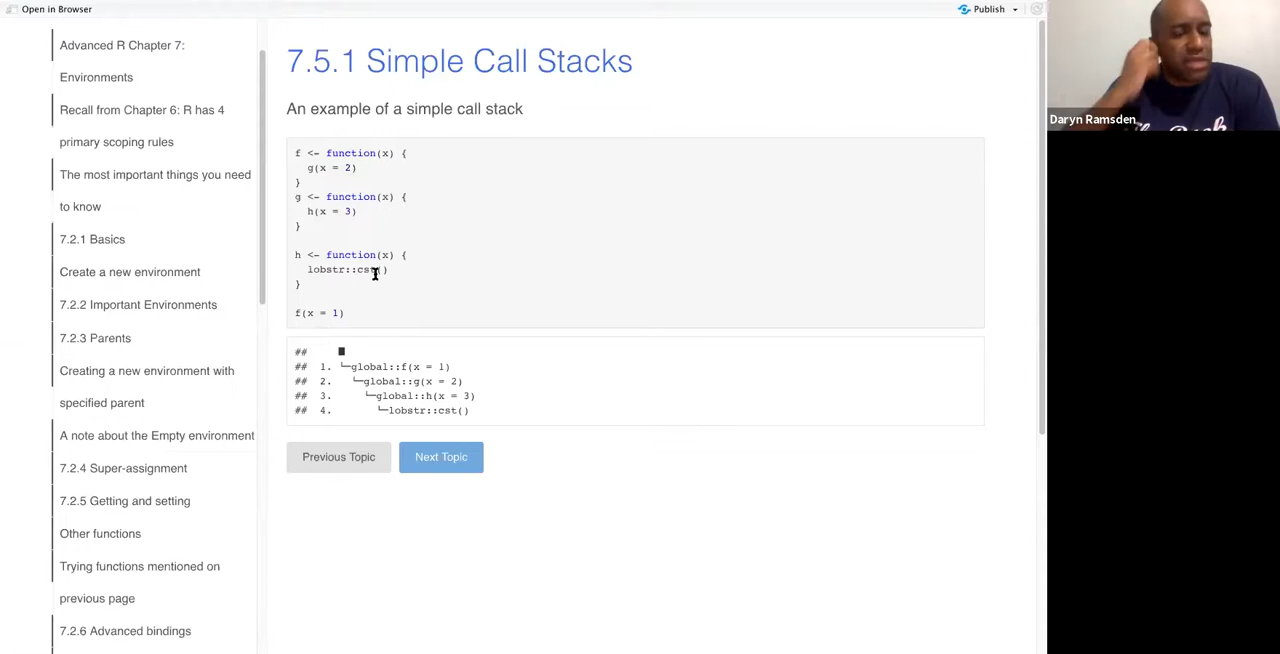 Open in Browser
Publish
Advanced R Chapter 7:
Environments
Recall from Chapter 6: R has 4
primary scoping rules
The most important things you need
to know
7.2.1 Basics
Create a new environment
7.2.2 Important Environments
7.2.3 Parents
Creating a new environment with
specified parent
A note about the Empty environment
7.2.4 Super-assignment
7.2.5 Getting and setting
Other functions
Trying functions mentioned on
previous page
7.2.6 Advanced bindings
7.5.1 Simple Call Stacks
An example of a simple call stack
f <- function(x) {
  g(x = 2)
}
g <- function(x) {
  h(x = 3)
}
h <- function(x) {
  lobstr::cst()
}
f(x = 1)
##      █
##  1. └─global::f(x = 1)
##  2.   └─global::g(x = 2)
##  3.     └─global::h(x = 3)
##  4.       └─lobstr::cst()
Previous Topic
Next Topic
Daryn Ramsden